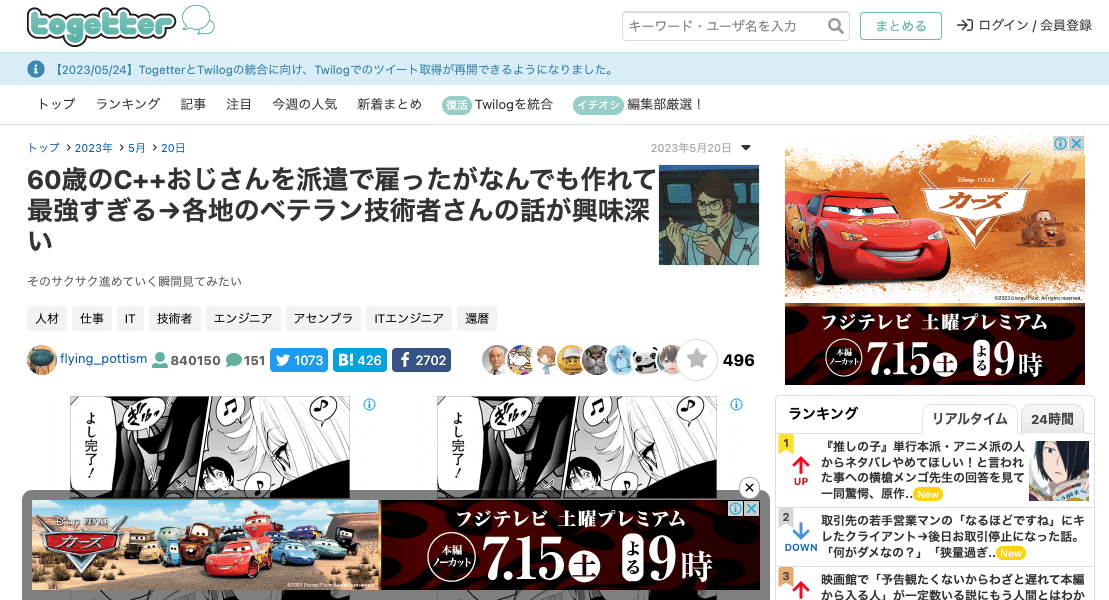 togetter
キーワード・ユーザ名を入力
まとめる
ログイン / 会員登録
【2023/05/24】TogetterとTwilogの統合に向け、Twilogでのツイート取得が再開できるようになりました。
トップ ランキング 記事 注目 今週の人気 新着まとめ 復活 Twilogを統合 イチオシ 編集部厳選！
トップ > 2023年 > 5月 > 20日
2023年5月20日
60歳のC++おじさんを派遣で雇ったがなんでも作れて
最強すぎる→各地のベテラン技術者さんの話が興味深
い
そのサクサク進めていく瞬間見てみたい
人材 仕事 IT 技術者 エンジニア アセンブラ ITエンジニア 還暦
flying_pottism 840150 151 1073 B! 426 2702
496
よし完了！
よし完了！
Disney・PIXAR
カーズ
©2023 Disney/Pixar
フジテレビ 土曜プレミアム
本編
ノーカット
7.15土よる9時
Disney・PIXAR
カーズ
©2023 Disney/Pixar. All rights reserved.
フジテレビ 土曜プレミアム
本編
ノーカット
7.15土よる9時
ランキング
リアルタイム
24時間
1
UP
『推しの子』単行本派・アニメ派の人
からネタバレやめてほしい！と言われ
た事への横槍メンゴ先生の回答を見て
一同驚愕、原作.. New
2
DOWN
取引先の若手営業マンの「なるほどですね」にキ
レたクライアント→後日お取引停止になった話。
「何がダメなの？」「狭量過ぎ.. New
3
映画館で「予告観たくないからわざと遅れて本編
から入る人」が一定数いる説にもう人間とはわか